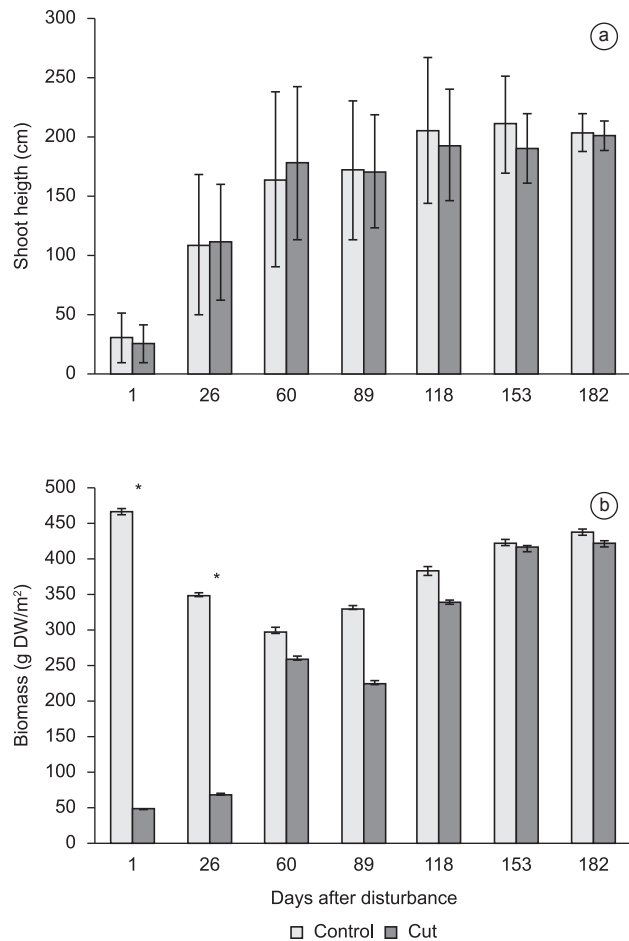 300
a
250
200
150
100
50
0
Shoot heigth (cm)
1 26 60 89 118 153 182
500
*
b
450
400
*
350
300
250
200
150
100
50
0
Biomass (g DW/m²)
1 26 60 89 118 153 182
Days after disturbance
Control Cut